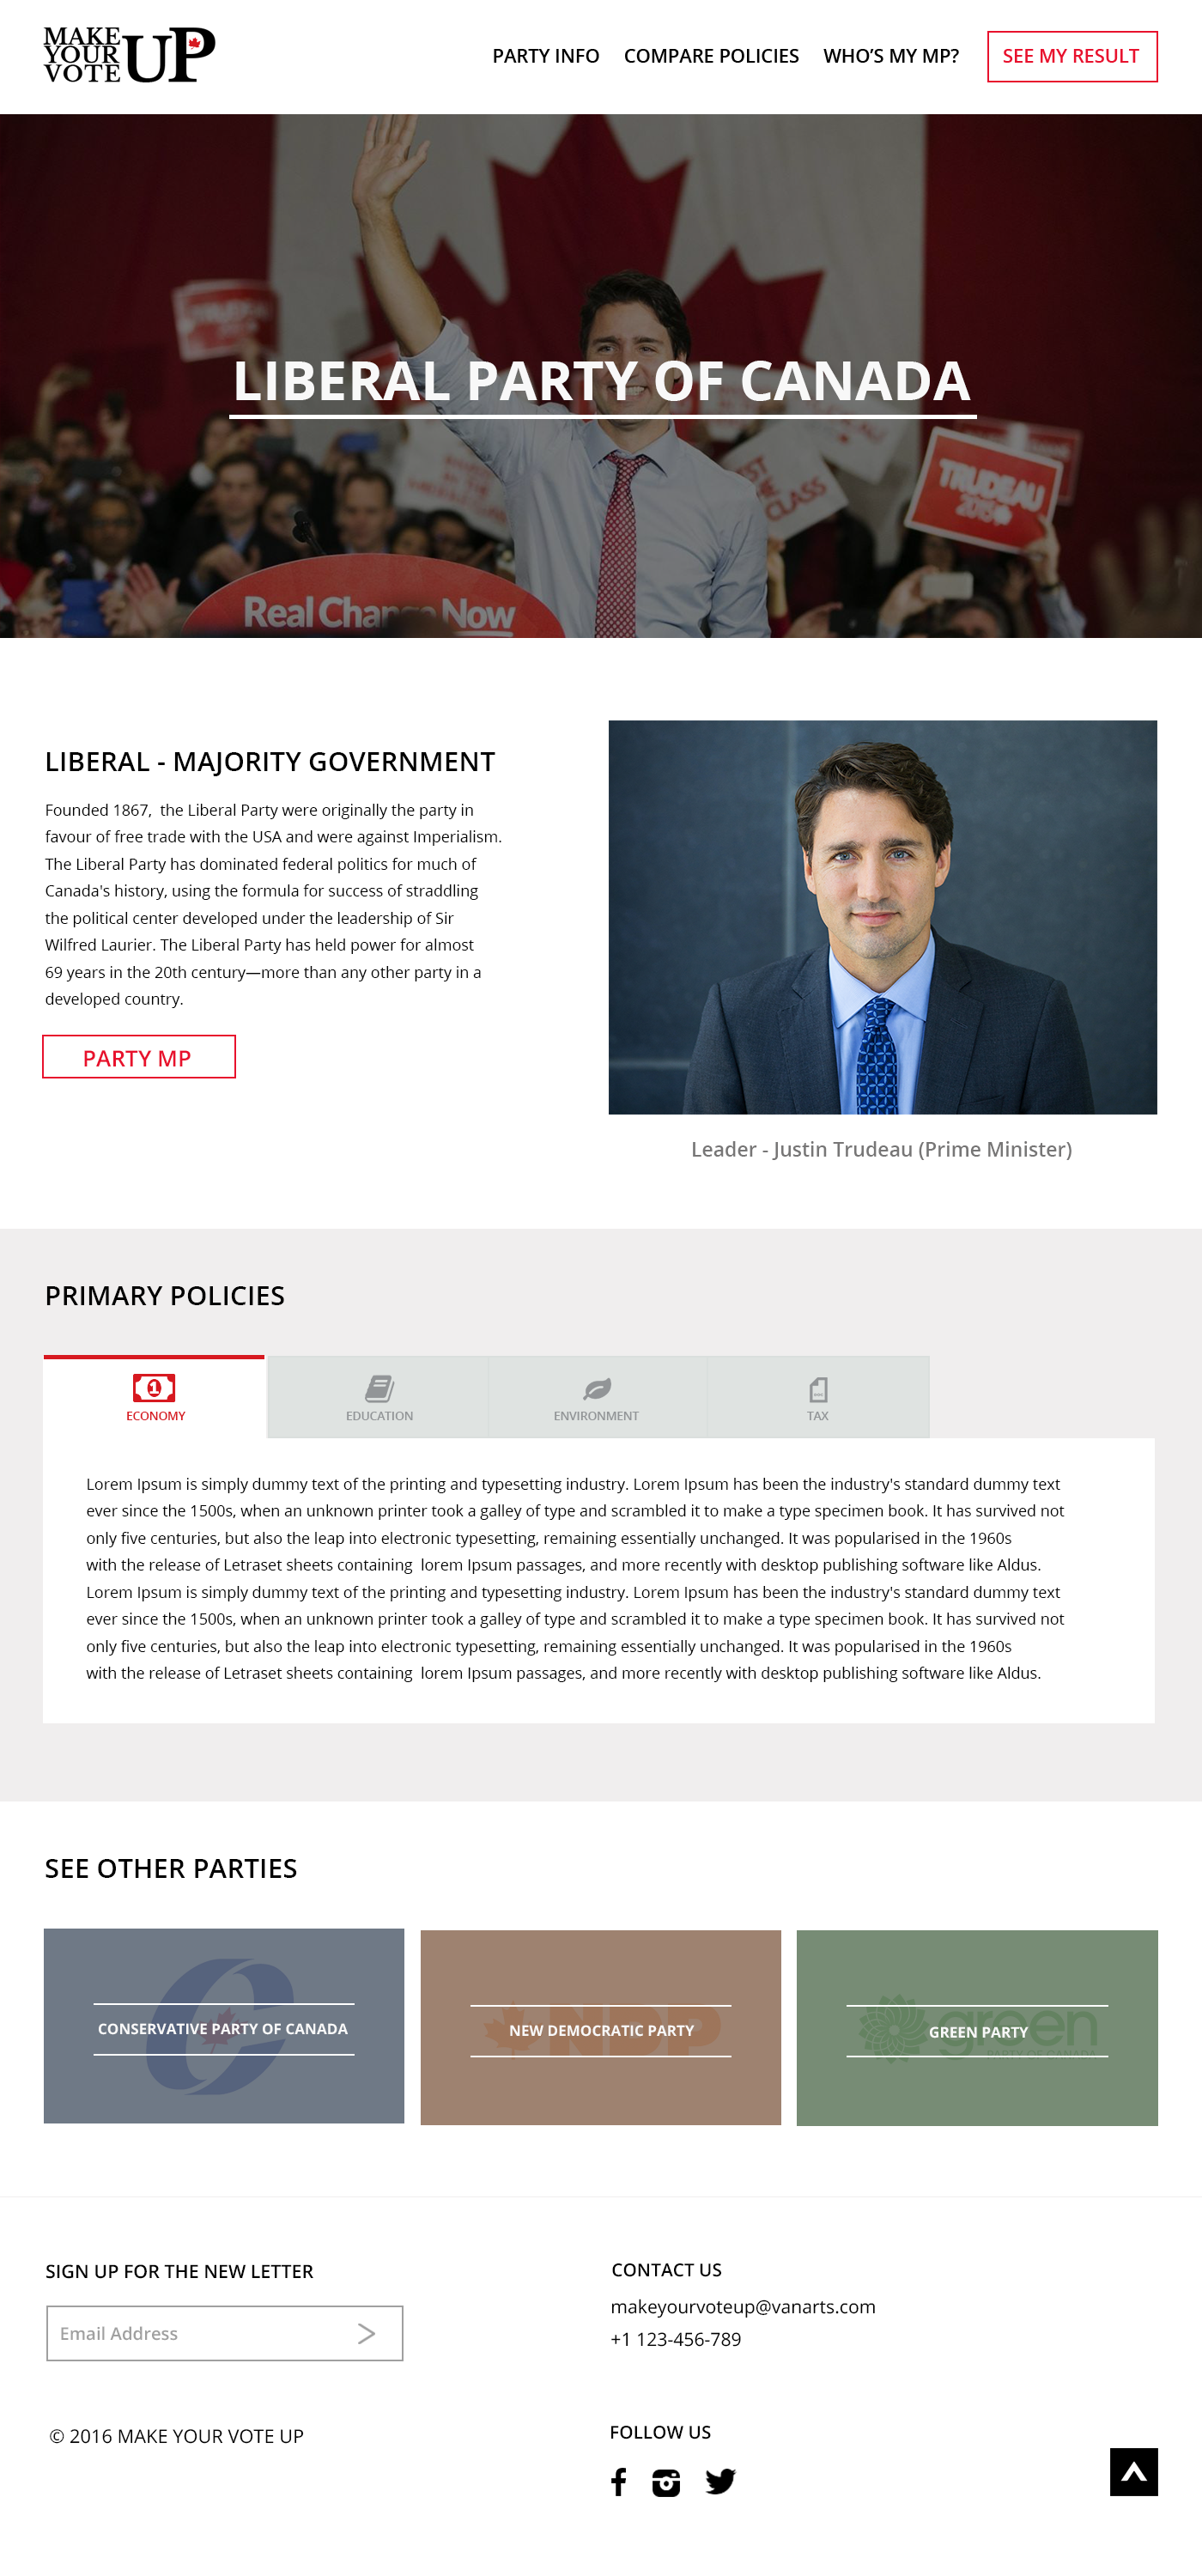 MAKE
YOUR
VOTE
UP
PARTY INFO COMPARE POLICIES WHO’S MY MP? SEE MY RESULT
TRUDEAU
LIBERAL PARTY OF CANADA
CLASS
TRUDEAU
2015
Real Change Now
LIBERAL - MAJORITY GOVERNMENT
Founded 1867,  the Liberal Party were originally the party in
favour of free trade with the USA and were against Imperialism.
The Liberal Party has dominated federal politics for much of
Canada's history, using the formula for success of straddling
the political center developed under the leadership of Sir
Wilfred Laurier. The Liberal Party has held power for almost
69 years in the 20th century—more than any other party in a
developed country.
PARTY MP
Leader - Justin Trudeau (Prime Minister)
PRIMARY POLICIES
1
ECONOMY EDUCATION ENVIRONMENT TAX
Lorem Ipsum is simply dummy text of the printing and typesetting industry. Lorem Ipsum has been the industry's standard dummy text
ever since the 1500s, when an unknown printer took a galley of type and scrambled it to make a type specimen book. It has survived not
only five centuries, but also the leap into electronic typesetting, remaining essentially unchanged. It was popularised in the 1960s
with the release of Letraset sheets containing  lorem Ipsum passages, and more recently with desktop publishing software like Aldus.
Lorem Ipsum is simply dummy text of the printing and typesetting industry. Lorem Ipsum has been the industry's standard dummy text
ever since the 1500s, when an unknown printer took a galley of type and scrambled it to make a type specimen book. It has survived not
only five centuries, but also the leap into electronic typesetting, remaining essentially unchanged. It was popularised in the 1960s
with the release of Letraset sheets containing  lorem Ipsum passages, and more recently with desktop publishing software like Aldus.
SEE OTHER PARTIES
C
CONSERVATIVE PARTY OF CANADA
NDP
NEW DEMOCRATIC PARTY
green
GREEN PARTY
PARTY OF CANADA
SIGN UP FOR THE NEW LETTER
Email Address
CONTACT US
makeyourvoteup@vanarts.com
+1 123-456-789
© 2016 MAKE YOUR VOTE UP
FOLLOW US